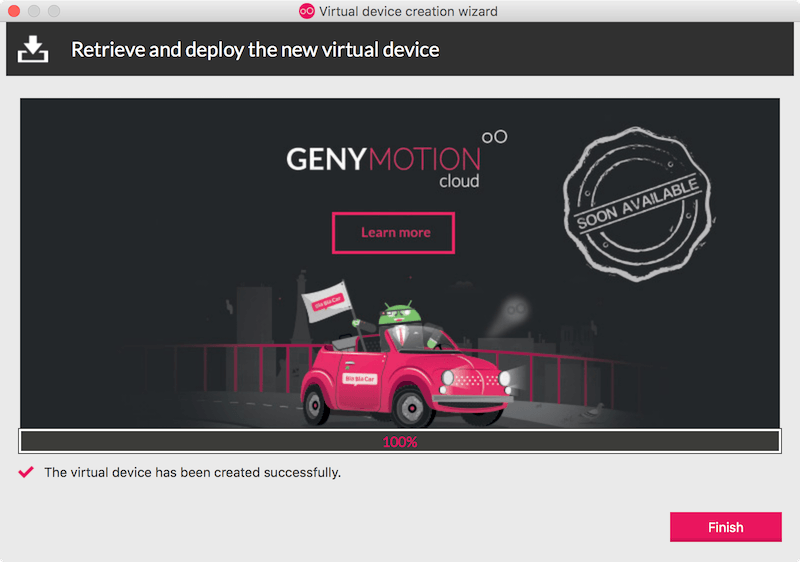 Virtual device creation wizard
Retrieve and deploy the new virtual device
GENYMOTION
cloud
SOON AVAILABLE
Learn more
Bla Bla Car
Bla Bla Car
100%
The virtual device has been created successfully.
Finish